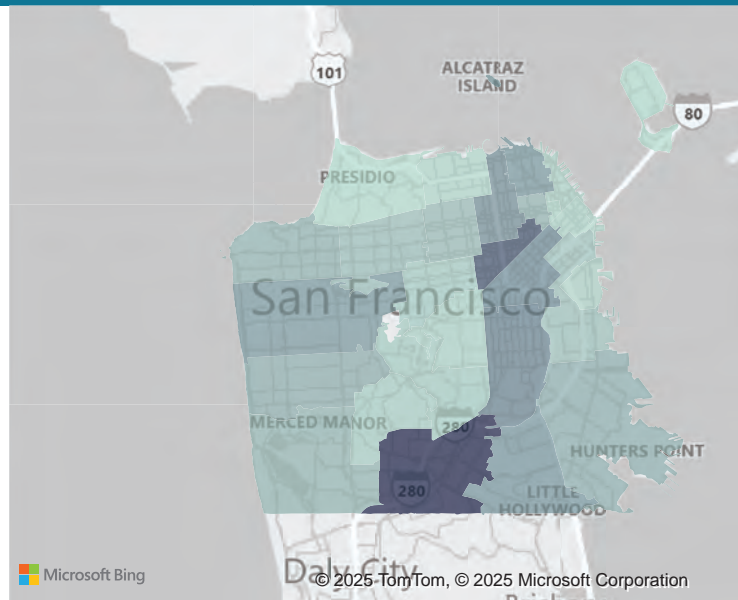 101
ALCATRAZ
ISLAND
80
PRESIDIO
San Francisco
MERCED MANOR
280
HUNTERS POINT
280
LITTLE
HOLLYWOOD
Microsoft Bing
Daly City
© 2025 TomTom, © 2025 Microsoft Corporation